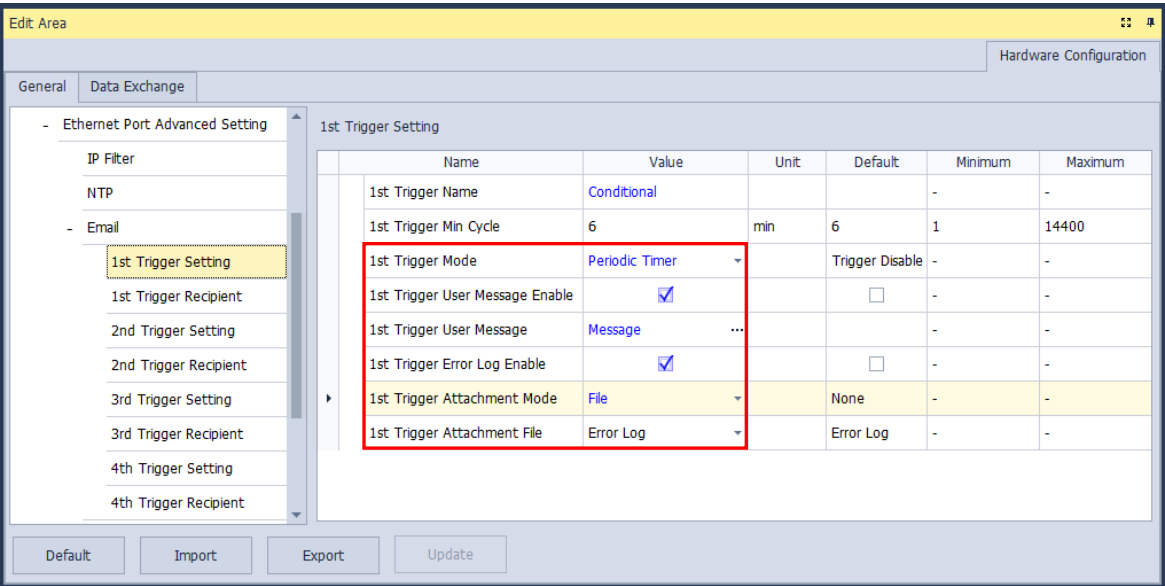 Edit Area
Hardware Configuration
General Data Exchange
- Ethernet Port Advanced Setting
IP Filter
NTP
- Email
1st Trigger Setting
1st Trigger Recipient
2nd Trigger Setting
2nd Trigger Recipient
3rd Trigger Setting
3rd Trigger Recipient
4th Trigger Setting
4th Trigger Recipient
1st Trigger Setting
Name Value Unit Default Minimum Maximum
1st Trigger Name Conditional - -
1st Trigger Min Cycle 6 min 6 1 14400
1st Trigger Mode Periodic Timer Trigger Disable - -
1st Trigger User Message Enable - -
1st Trigger User Message Message ... - -
1st Trigger Error Log Enable - -
1st Trigger Attachment Mode File None - -
1st Trigger Attachment File Error Log Error Log - -
Default Import Export Update